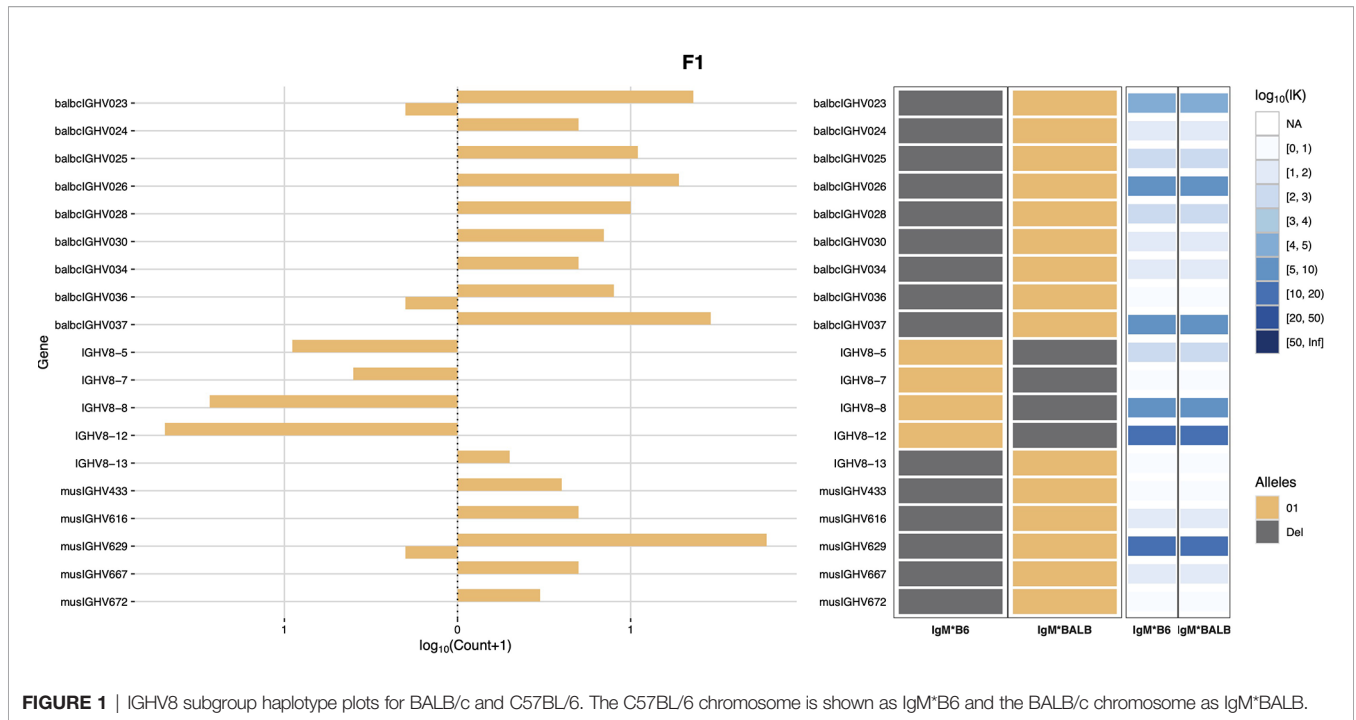 F1
Gene
balbcIGHV023
balbcIGHV024
balbcIGHV025
balbcIGHV026
balbcIGHV028
balbcIGHV030
balbcIGHV034
balbcIGHV036
balbcIGHV037
IGHV8−5
IGHV8−7
IGHV8−8
IGHV8−12
IGHV8−13
musIGHV433
musIGHV616
musIGHV629
musIGHV667
musIGHV672
1 0 1
log10(Count+1)
balbcIGHV023
balbcIGHV024
balbcIGHV025
balbcIGHV026
balbcIGHV028
balbcIGHV030
balbcIGHV034
balbcIGHV036
balbcIGHV037
IGHV8−5
IGHV8−7
IGHV8−8
IGHV8−12
IGHV8−13
musIGHV433
musIGHV616
musIGHV629
musIGHV667
musIGHV672
IgM*B6 IgM*BALB IgM*B6 IgM*BALB
log10(lK)
NA
[0, 1)
[1, 2)
[2, 3)
[3, 4)
[4, 5)
[5, 10)
[10, 20)
[20, 50)
[50, Inf]
Alleles
01
Del
FIGURE 1 | IGHV8 subgroup haplotype plots for BALB/c and C57BL/6. The C57BL/6 chromosome is shown as IgM*B6 and the BALB/c chromosome as IgM*BALB.